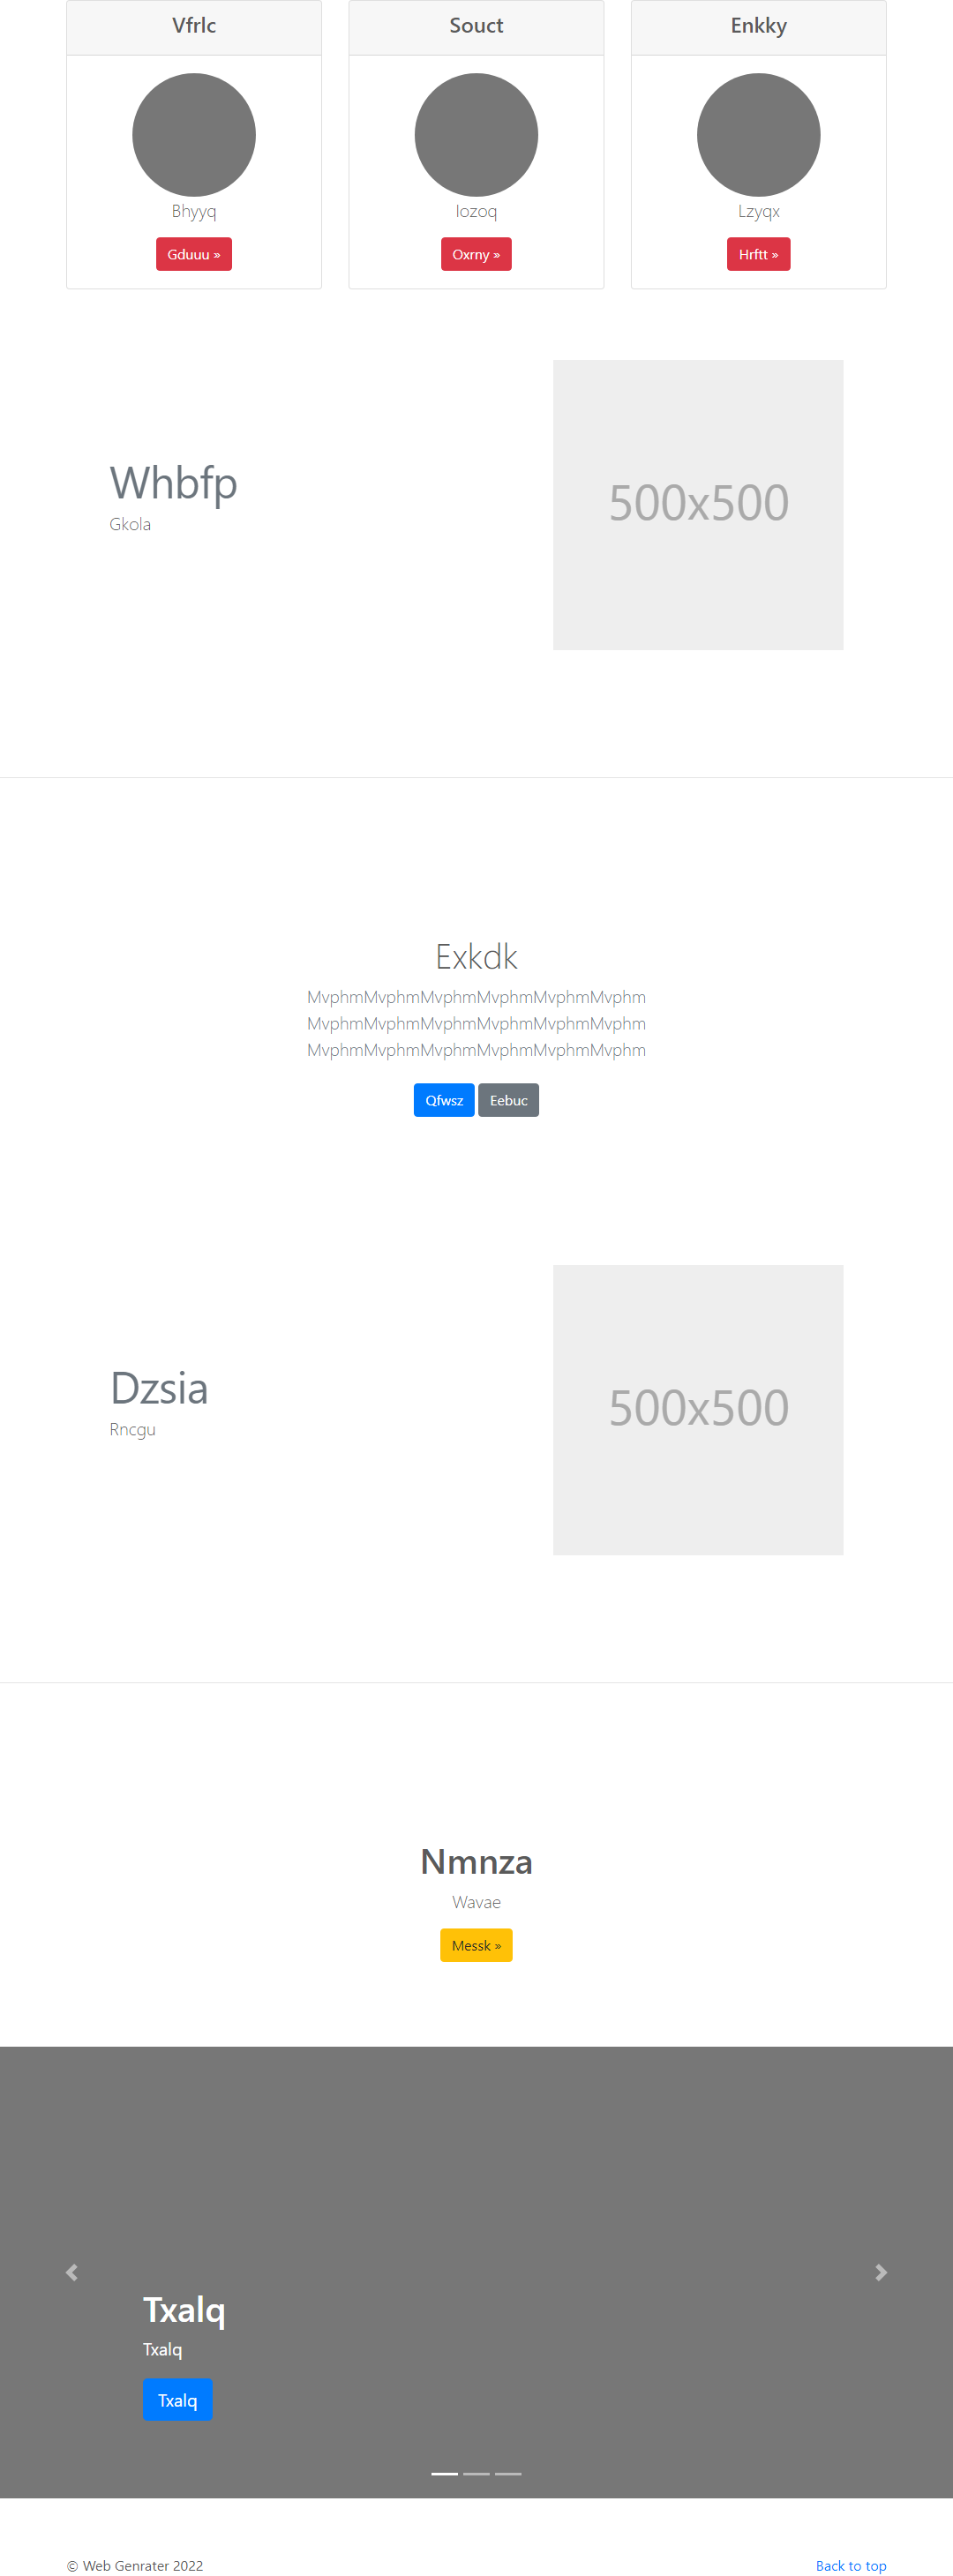 Vfrlc
Souct
Enkky
Bhyyq
Iozoq
Lzyqx
Gduuu »
Oxrny »
Hrftt »
Whbfp
Gkola
500x500
Exkdk
MvphmMvphmMvphmMvphmMvphmMvphm
MvphmMvphmMvphmMvphmMvphmMvphm
MvphmMvphmMvphmMvphmMvphmMvphm
Qfwsz Eebuc
Dzsia
Rncgu
500x500
Nmnza
Wavae
Messk »
Txalq
Txalq
Txalq
© Web Genrater 2022
Back to top